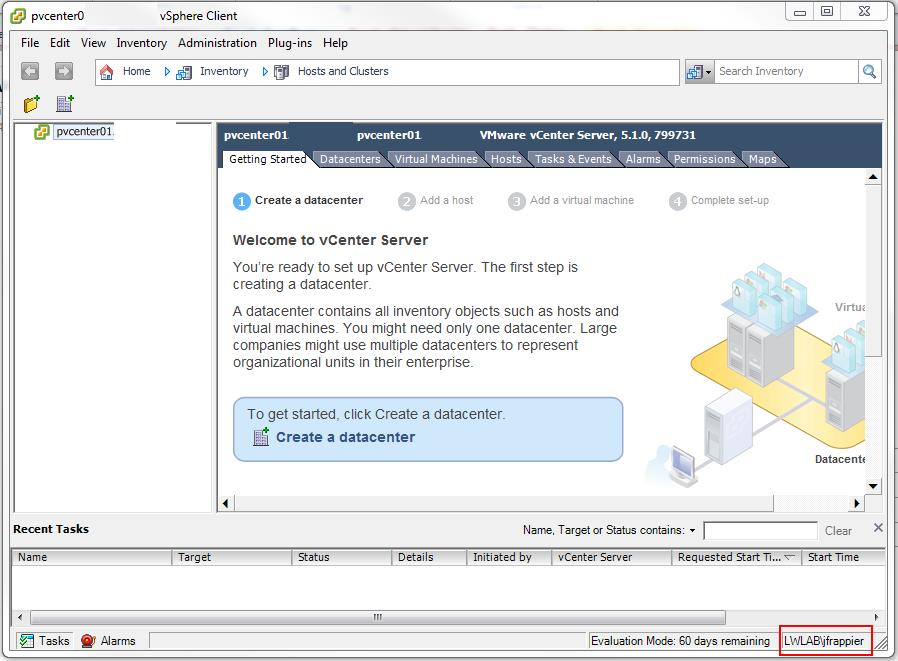 pvcenter0 vSphere Client
File Edit View Inventory Administration Plug-ins Help
Home Inventory Hosts and Clusters Search Inventory
pvcenter01.
pvcenter01 pvcenter01 VMware vCenter Server, 5.1.0, 799731
Getting Started Datacenters Virtual Machines Hosts Tasks & Events Alarms Permissions Maps
1 Create a datacenter 2 Add a host 3 Add a virtual machine 4 Complete set-up
Welcome to vCenter Server
You're ready to set up vCenter Server. The first step is
creating a datacenter.
A datacenter contains all inventory objects such as hosts and
virtual machines. You might need only one datacenter. Large
companies might use multiple datacenters to represent
organizational units in their enterprise.
To get started, click Create a datacenter.
Create a datacenter
Virtua
Datacente
Recent Tasks Name, Target or Status contains: Clear
Name Target Status Details Initiated by vCenter Server Requested Start Ti... Start Time
Tasks Alarms Evaluation Mode: 60 days remaining LWLAB\jfrappier